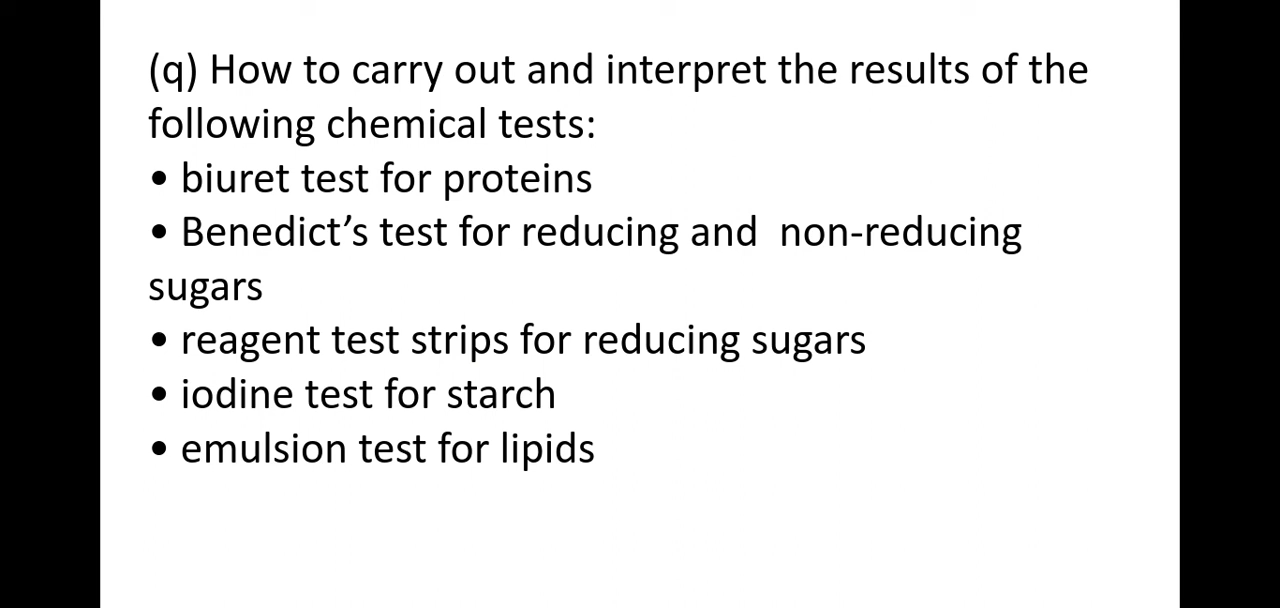 (q) How to carry out and interpret the results of the
following chemical tests:
• biuret test for proteins
• Benedict’s test for reducing and  non-reducing
sugars
• reagent test strips for reducing sugars
• iodine test for starch
• emulsion test for lipids